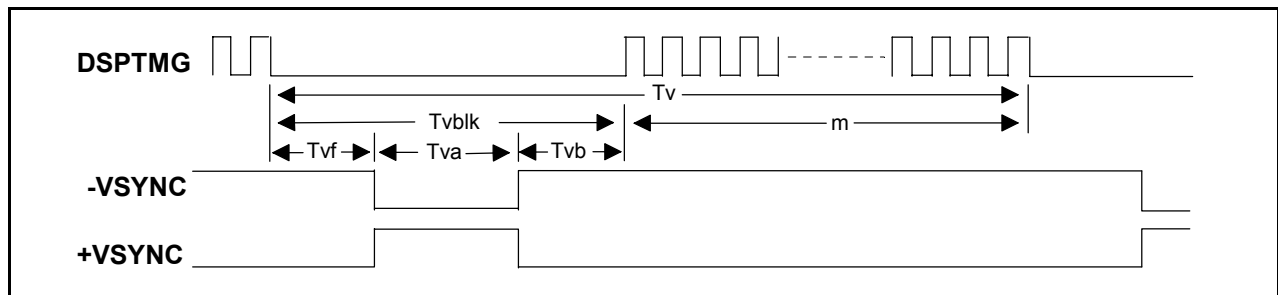 DSPTMG
Tv
Tvblk
m
Tvf
Tva
Tvb
-VSYNC
+VSYNC